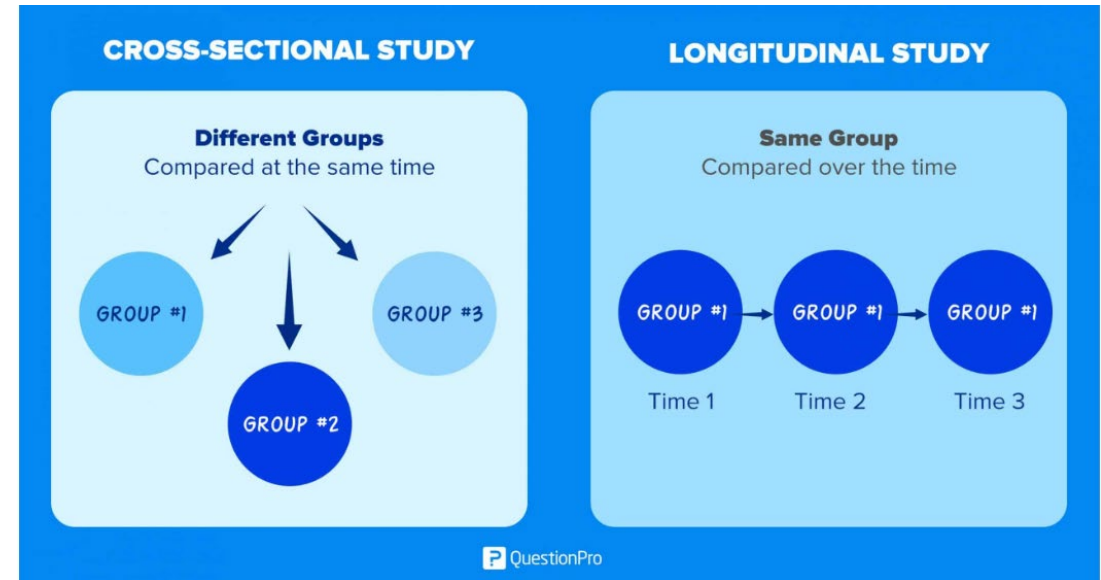 CROSS-SECTIONAL STUDY
Different Groups
Compared at the same time
GROUP #1
GROUP #2
GROUP #3
LONGITUDINAL STUDY
Same Group
Compared over the time
GROUP #1
GROUP #1
GROUP #1
Time 1
Time 2
Time 3
QuestionPro